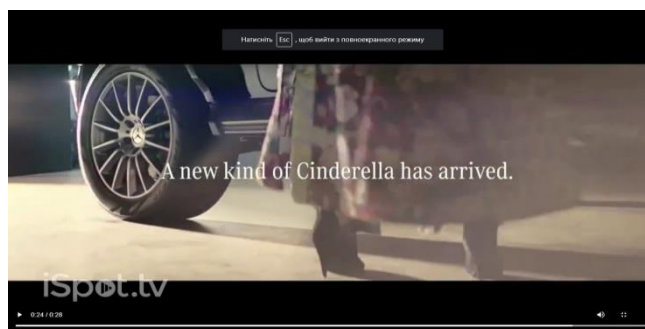 Натисніть Esc , щоб вийти з повноекранного режиму
A new kind of Cinderella has arrived.
iSpot.tv
0:24 / 0:28